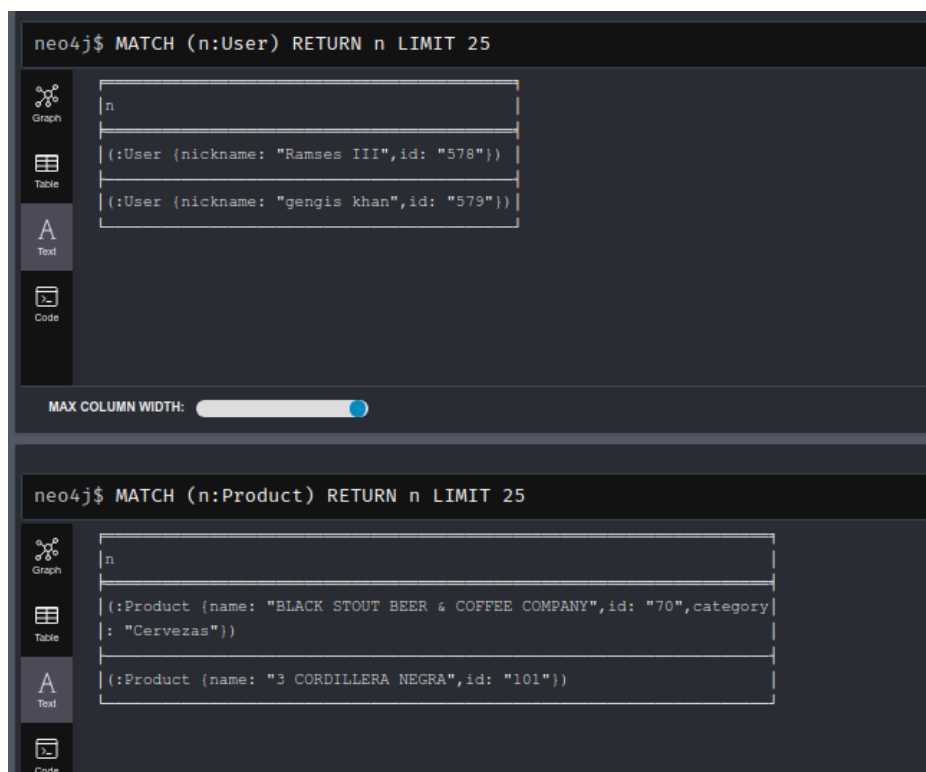 neo4j$ MATCH (n:User) RETURN n LIMIT 25
Graph
n
(:User {nickname: "Ramses III",id: "578"})
Table
(:User {nickname: "gengis khan",id: "579"})
A
Text
Code
MAX COLUMN WIDTH:
neo4j$ MATCH (n:Product) RETURN n LIMIT 25
Graph
n
(:Product {name: "BLACK STOUT BEER & COFFEE COMPANY",id: "70",category
: "Cervezas"})
Table
(:Product {name: "3 CORDILLERA NEGRA",id: "101"})
A
Text
Code